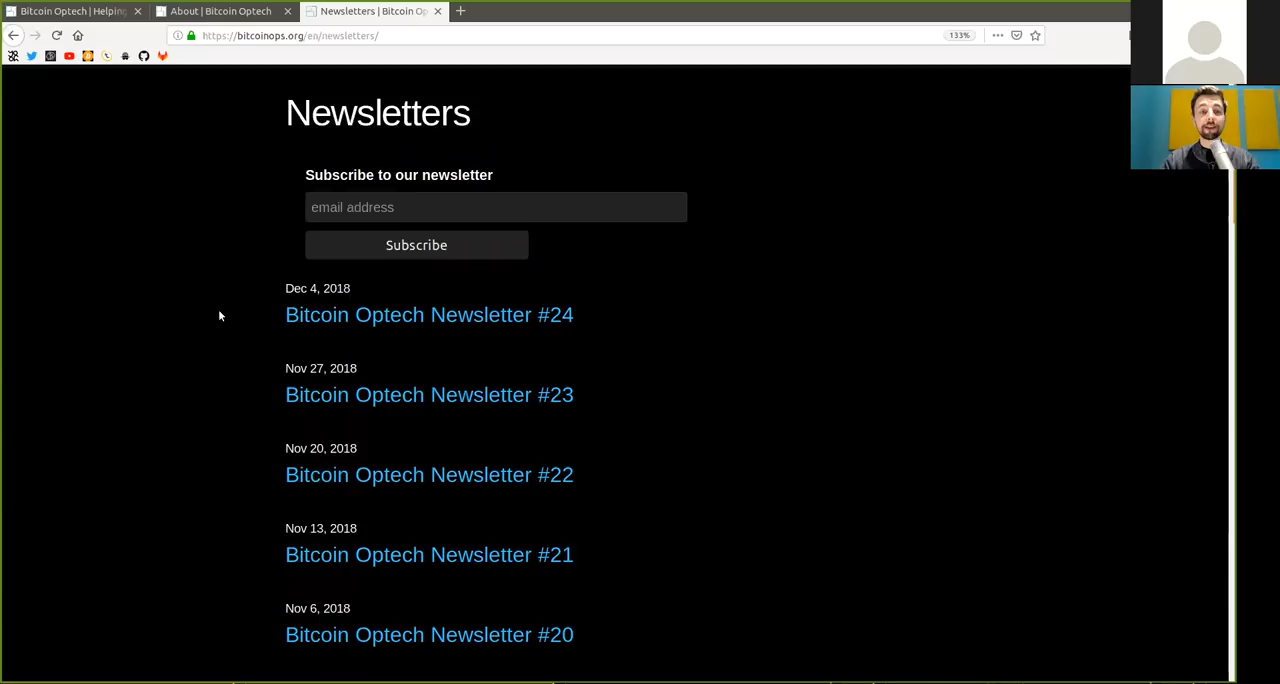 Bitcoin Optech | Helping
About | Bitcoin Optech
Newsletters | Bitcoin Op
https://bitcoinops.org/en/newsletters/
133%
Newsletters
Subscribe to our newsletter
email address
Subscribe
Dec 4, 2018
Bitcoin Optech Newsletter #24
Nov 27, 2018
Bitcoin Optech Newsletter #23
Nov 20, 2018
Bitcoin Optech Newsletter #22
Nov 13, 2018
Bitcoin Optech Newsletter #21
Nov 6, 2018
Bitcoin Optech Newsletter #20